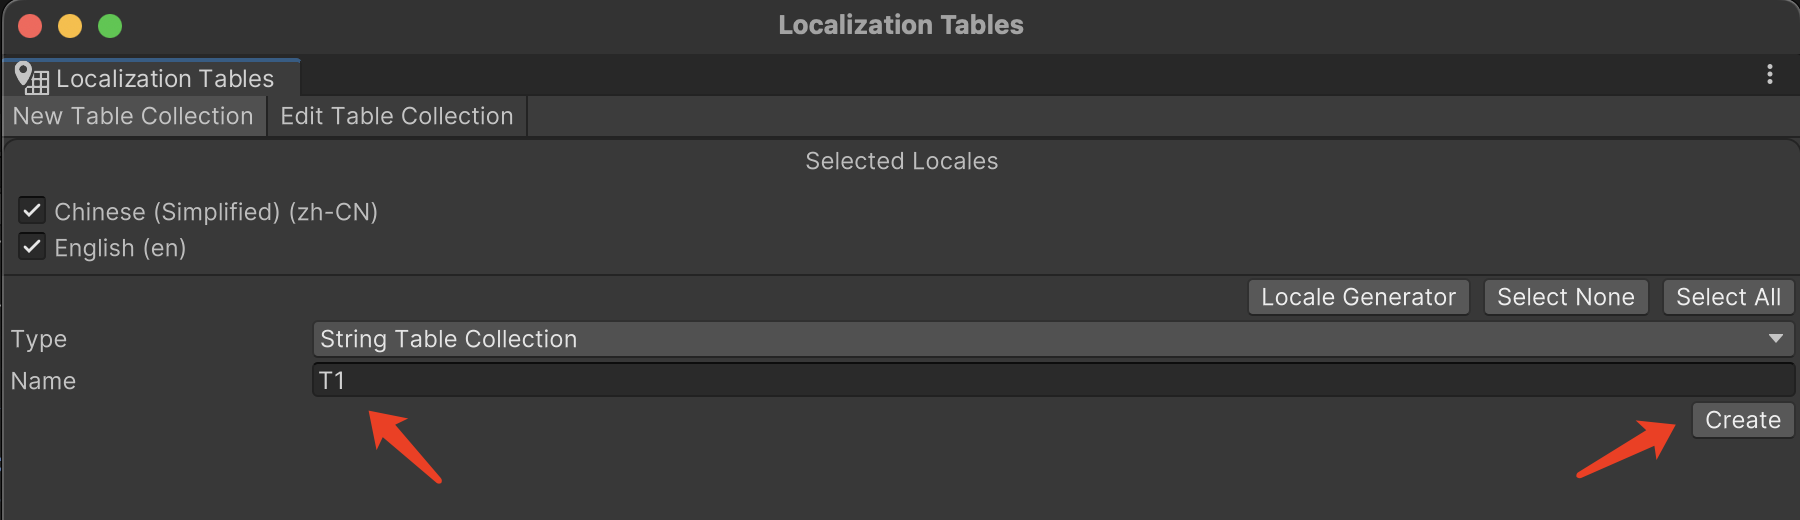 Localization Tables
Localization Tables
New Table Collection Edit Table Collection
Selected Locales
Chinese (Simplified) (zh-CN)
English (en)
Locale Generator Select None Select All
Type String Table Collection
Name T1
Create